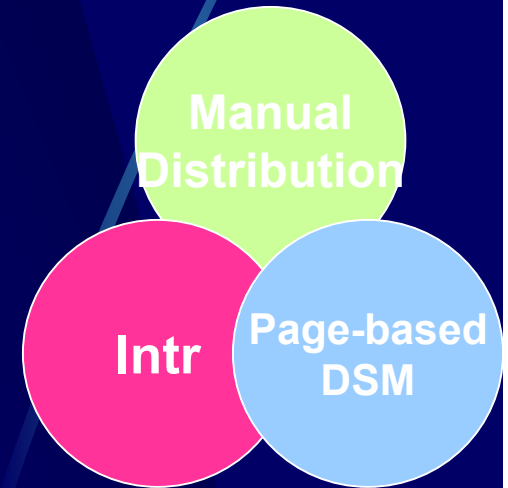 Manual
Distribution
Intr
Page-based
DSM